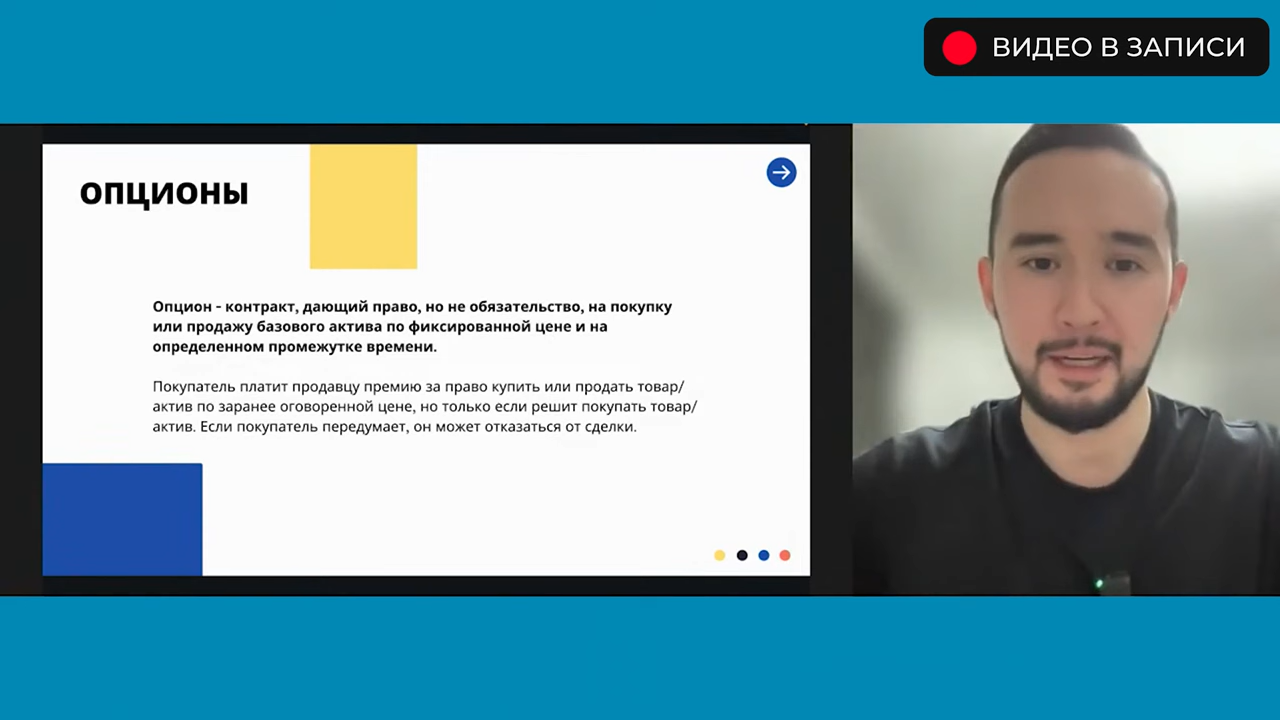 ВИДЕО В ЗАПИСИ
ОПЦИОНЫ
Опцион - контракт, дающий право, но не обязательство, на покупку
или продажу базового актива по фиксированной цене и на
определенном промежутке времени.
Покупатель платит продавцу премию за право купить или продать товар/
актив по заранее оговоренной цене, но только если решит покупать товар/
актив. Если покупатель передумает, он может отказаться от сделки.